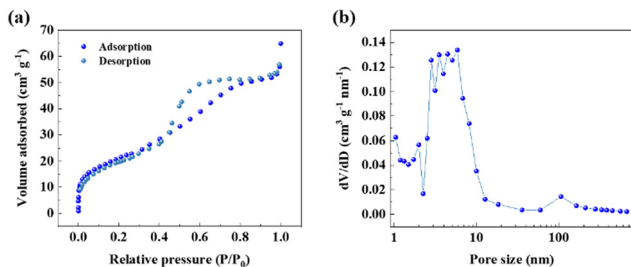 (a)
Volume adsorbed (cm³ g⁻¹)
70
60
50
40
30
20
10
0
Adsorption
Desorption
0.0 0.2 0.4 0.6 0.8 1.0
Relative pressure (P/P₀)
(b)
dV/dD (cm³ g⁻¹ nm⁻¹)
0.14
0.12
0.10
0.08
0.06
0.04
0.02
0.00
1 10 100
Pore size (nm)